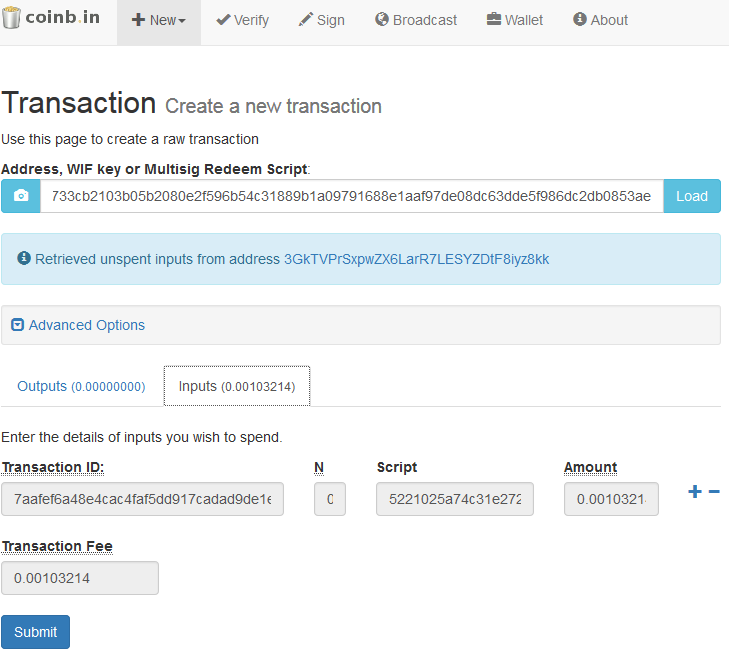 coinb.in New Verify Sign Broadcast Wallet About
Transaction Create a new transaction
Use this page to create a raw transaction
Address, WIF key or Multisig Redeem Script:
733cb2103b05b2080e2f596b54c31889b1a09791688e1aaf97de08dc63dde5f986dc2db0853ae Load
Retrieved unspent inputs from address 3GkTVPrSxpwZX6LarR7LESYZDtF8iyz8kk
Advanced Options
Outputs (0.00000000) Inputs (0.00103214)
Enter the details of inputs you wish to spend.
Transaction ID: N Script Amount
7aafef6a48e4cac4faf5dd917cadad9de1e 0 5221025a74c31e272 0.0010321
Transaction Fee
0.00103214
Submit